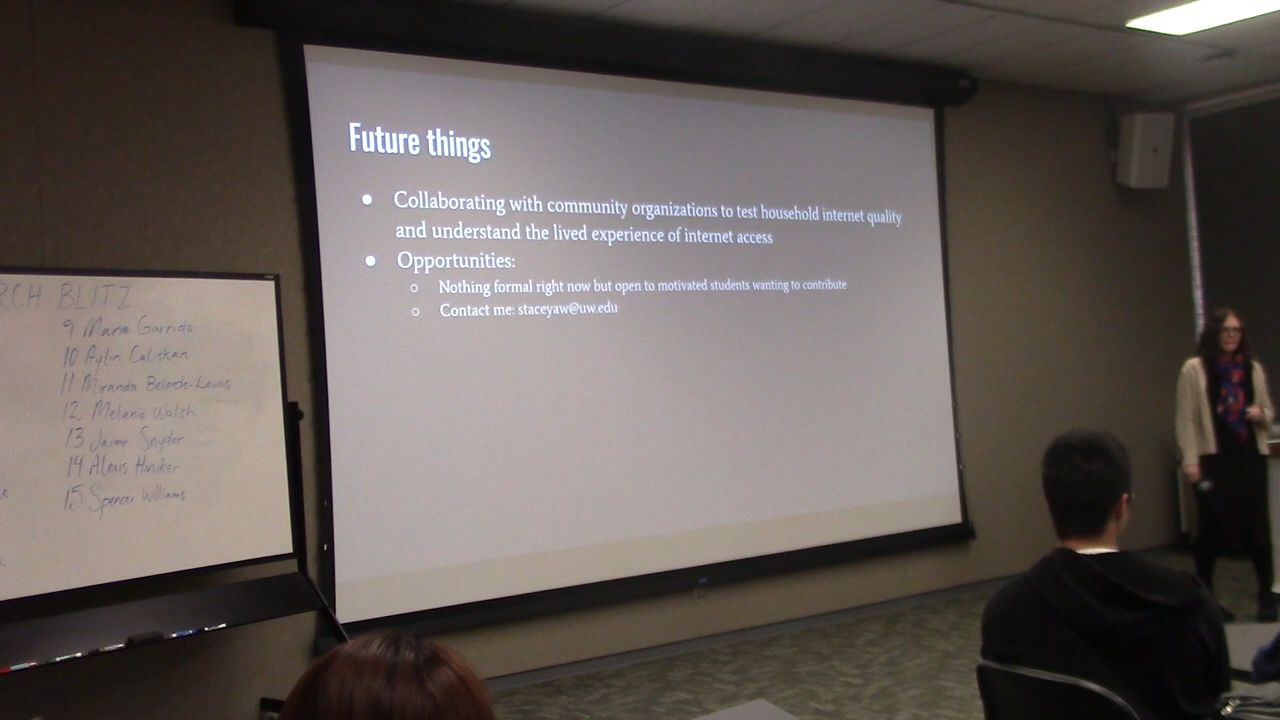 RCH BLITZ
9 Maria Garrido
10 Aylin Caliskan
11 Miranda Belarde-Lewis
12 Melanie Walsh
13 Jaime Snyder
14 Alexis Hiniker
15 Spencer Williams
Future things
• Collaborating with community organizations to test household internet quality
and understand the lived experience of internet access
• Opportunities:
○ Nothing formal right now but open to motivated students wanting to contribute
○ Contact me: staceyaw@uw.edu